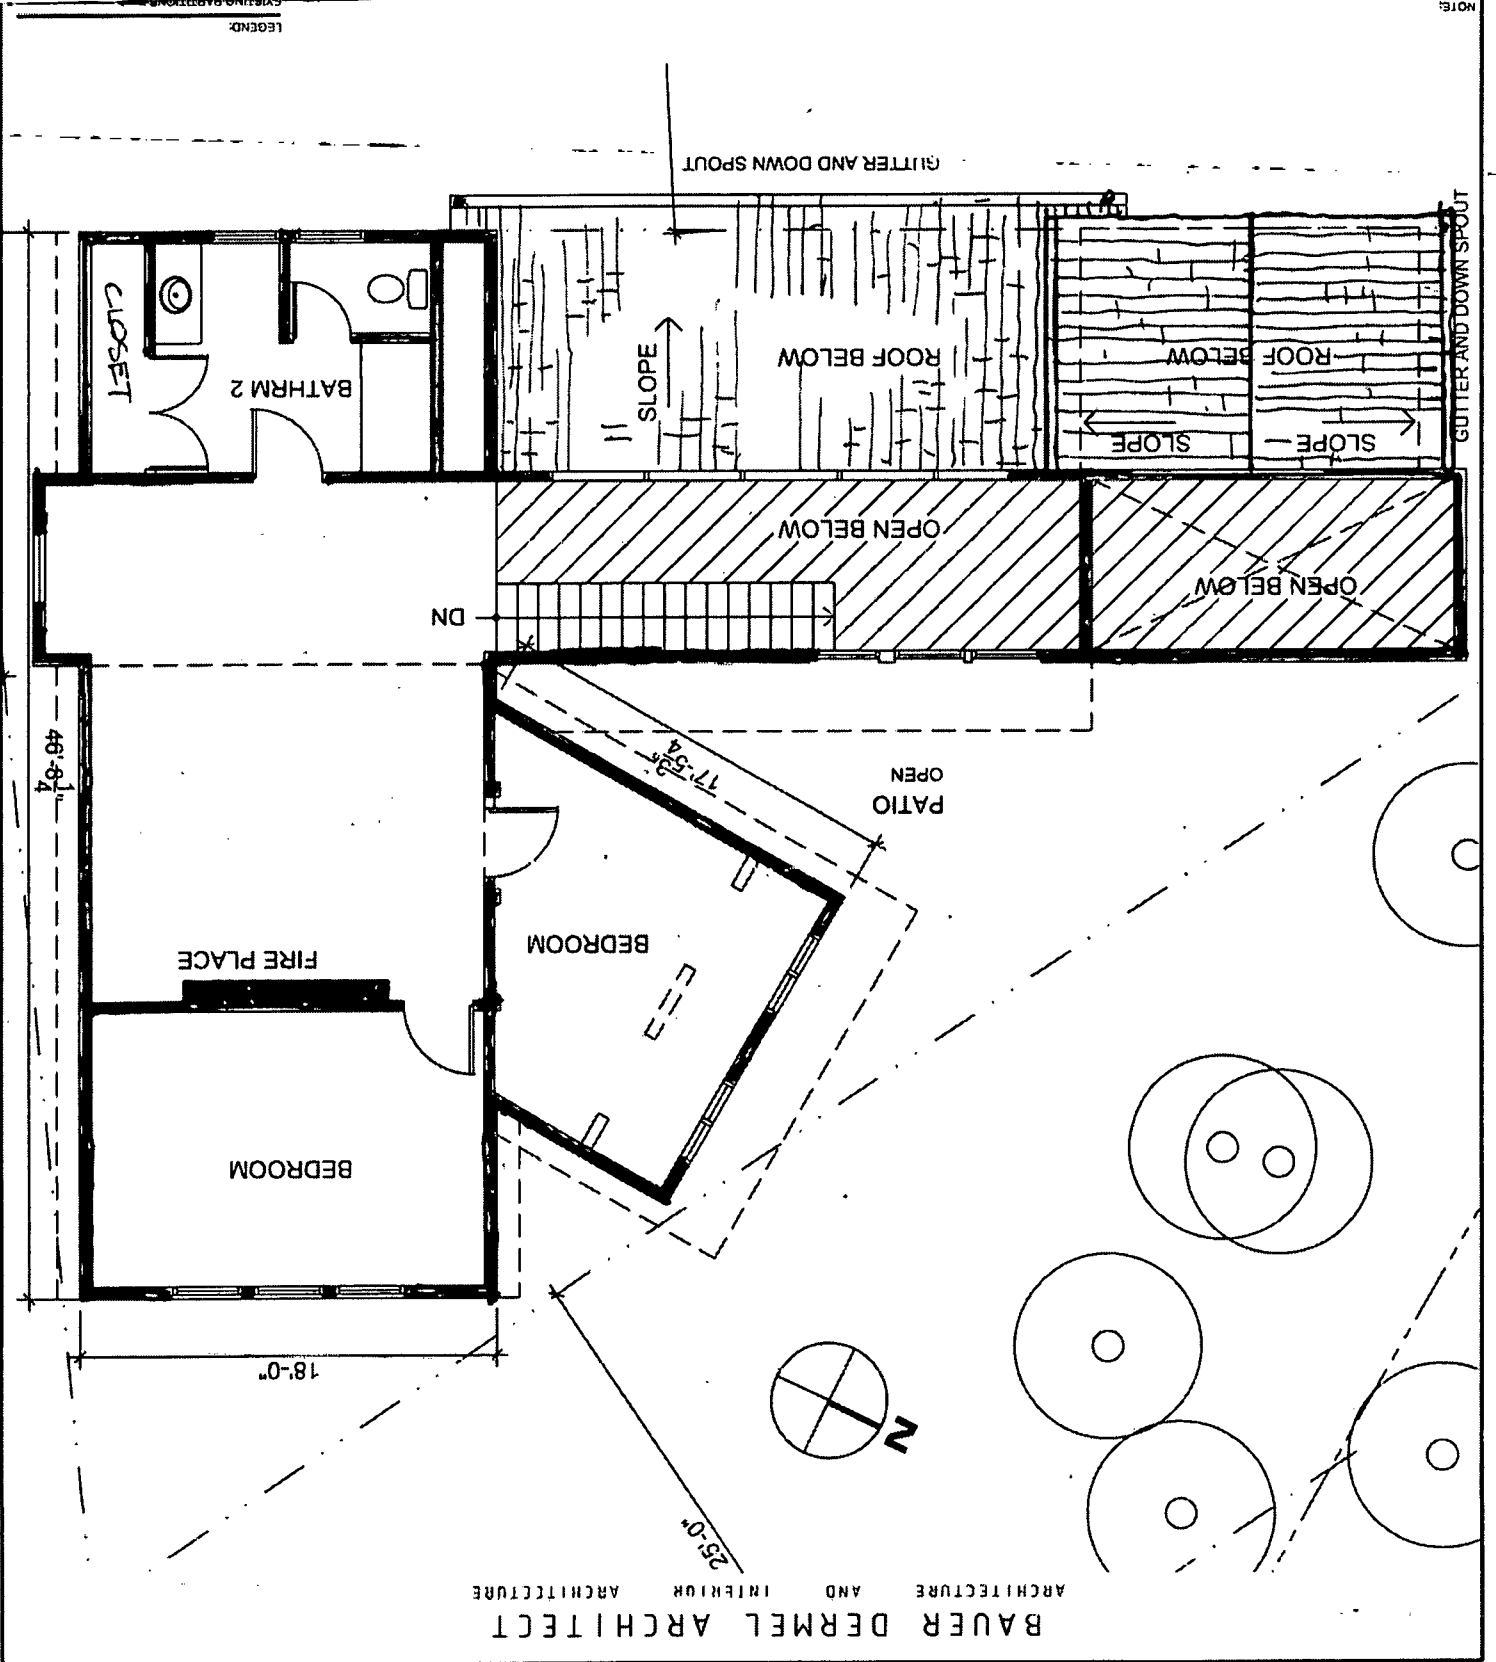 BAUER DERMEL ARCHITECT
ARCHITECTURE AND INTERIOR ARCHITECTURE
25'-0"
N
18'-0"
BEDROOM
BEDROOM
FIRE PLACE
PATIO
OPEN
17'-5 3/4"
46'-8 1/4"
DN
OPEN BELOW
OPEN BELOW
SLOPE
SLOPE
ROOF BELOW
ROOF BELOW
SLOPE
BATHRM 2
CLOSET
GUTTER AND DOWN SPOUT
GUTTER AND DOWN SPOUT
NOTE:
LEGEND:
EXISTING PARTITIONS